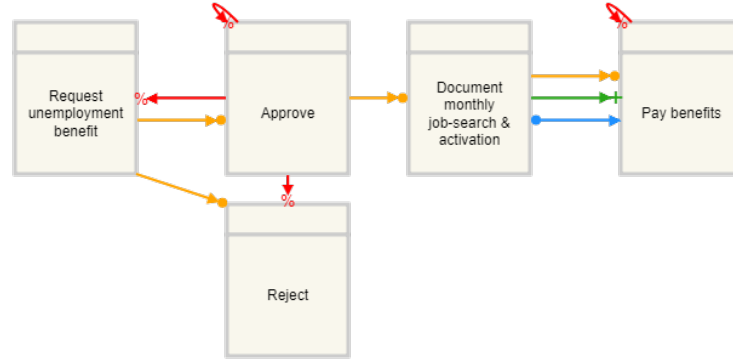 %
%
Request
unemployment
benefit
%
Approve
Document
monthly
job-search &
activation
+
Pay benefits
%
Reject